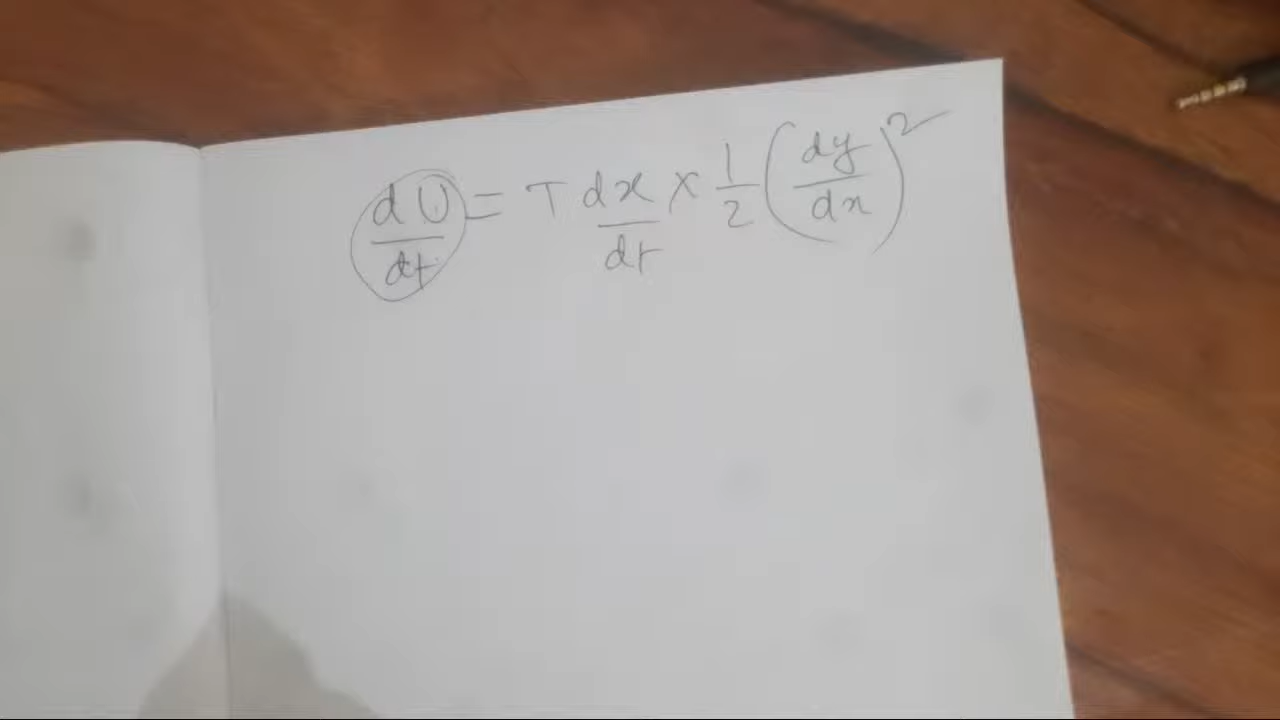 dU/dt = T dx/dt × 1/2 (dy/dx)²